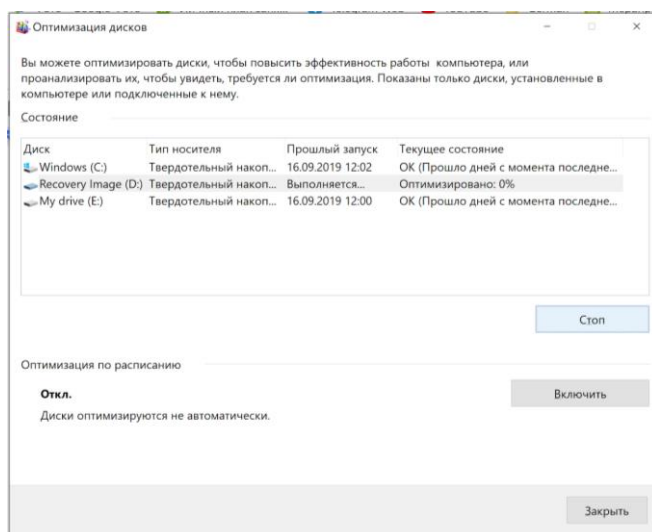 Оптимизация дисков
Вы можете оптимизировать диски, чтобы повысить эффективность работы компьютера, или
проанализировать их, чтобы увидеть, требуется ли оптимизация. Показаны только диски, установленные в
компьютере или подключенные к нему.
Состояние
Диск Тип носителя Прошлый запуск Текущее состояние
Windows (C:) Твердотельный накоп... 16.09.2019 12:02 ОК (Прошло дней с момента последне...
Recovery Image (D:) Твердотельный накоп... Выполняется... Оптимизировано: 0%
My drive (E:) Твердотельный накоп... 16.09.2019 12:00 ОК (Прошло дней с момента последне...
Стоп
Оптимизация по расписанию
Откл. Включить
Диски оптимизируются не автоматически.
Закрыть